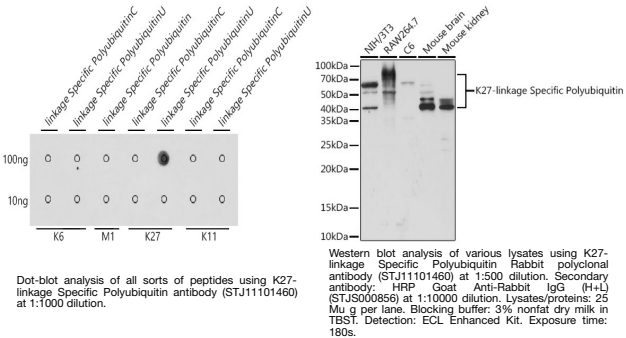 linkage Specific PolyubiquitinC
linkage Specific PolyubiquitinU
linkage Specific Polyubiquitin
linkage Specific PolyubiquitinC
linkage Specific PolyubiquitinU
linkage Specific PolyubiquitinC
linkage Specific PolyubiquitinU
100ng
10ng
K6 M1 K27 K11
Dot-blot analysis of all sorts of peptides using K27-
linkage Specific Polyubiquitin antibody (STJ11101460)
at 1:1000 dilution.
NIH/3T3
RAW264.7
C6
Mouse brain
Mouse kidney
100kDa
70kDa
50kDa
40kDa
35kDa
25kDa
20kDa
15kDa
10kDa
K27-linkage Specific Polyubiquitin
Western blot analysis of various lysates using K27-
linkage Specific Polyubiquitin Rabbit polyclonal
antibody (STJ11101460) at 1:500 dilution. Secondary
antibody: HRP Goat Anti-Rabbit IgG (H+L)
(STJS000856) at 1:10000 dilution. Lysates/proteins: 25
Mu g per lane. Blocking buffer: 3% nonfat dry milk in
TBST. Detection: ECL Enhanced Kit. Exposure time:
180s.